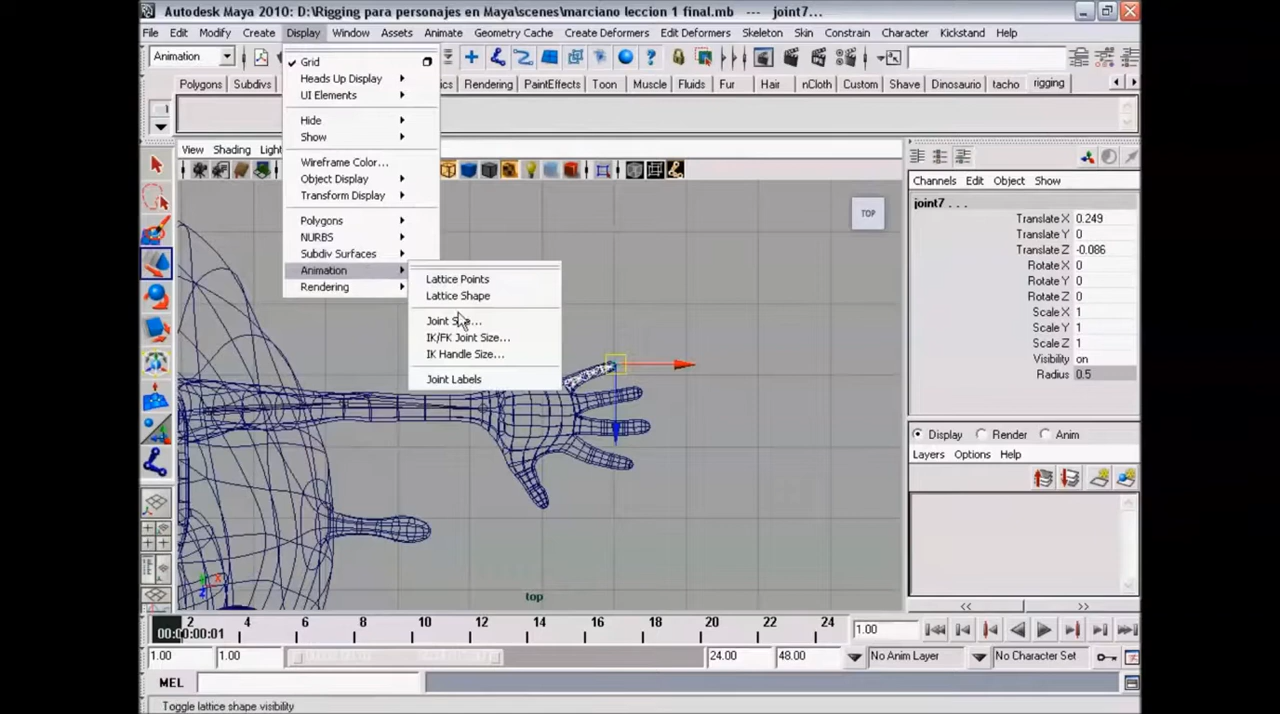 Autodesk Maya 2010: D:\Rigging para personajes en Maya\scenes\marciano leccion 1 final.mb --- joint7...
File Edit Modify Create Display Window Assets Animate Geometry Cache Create Deformers Edit Deformers Skeleton Skin Constrain Character Kickstand Help
Animation
Polygons Subdivs Rendering PaintEffects Toon Muscle Fluids Fur Hair nCloth Custom Shave Dinosaurio tacho rigging
Grid
Heads Up Display
UI Elements
Hide
Show
Wireframe Color...
Object Display
Transform Display
Polygons
NURBS
Subdiv Surfaces
Animation
Rendering
Lattice Points
Lattice Shape
Joint Size...
IK/FK Joint Size...
IK Handle Size...
Joint Labels
View Shading
TOP
top
Channels Edit Object Show
joint7 . . .
Translate X 0.249
Translate Y 0
Translate Z -0.086
Rotate X 0
Rotate Y 0
Rotate Z 0
Scale X 1
Scale Y 1
Scale Z 1
Visibility on
Radius 0.5
Display Render Anim
Layers Options Help
<< >>
2 4 6 8 10 12 14 16 18 20 22 24
00:00:00:01
1.00
1.00 1.00 24.00 48.00 No Anim Layer No Character Set
MEL
Toggle lattice shape visibility